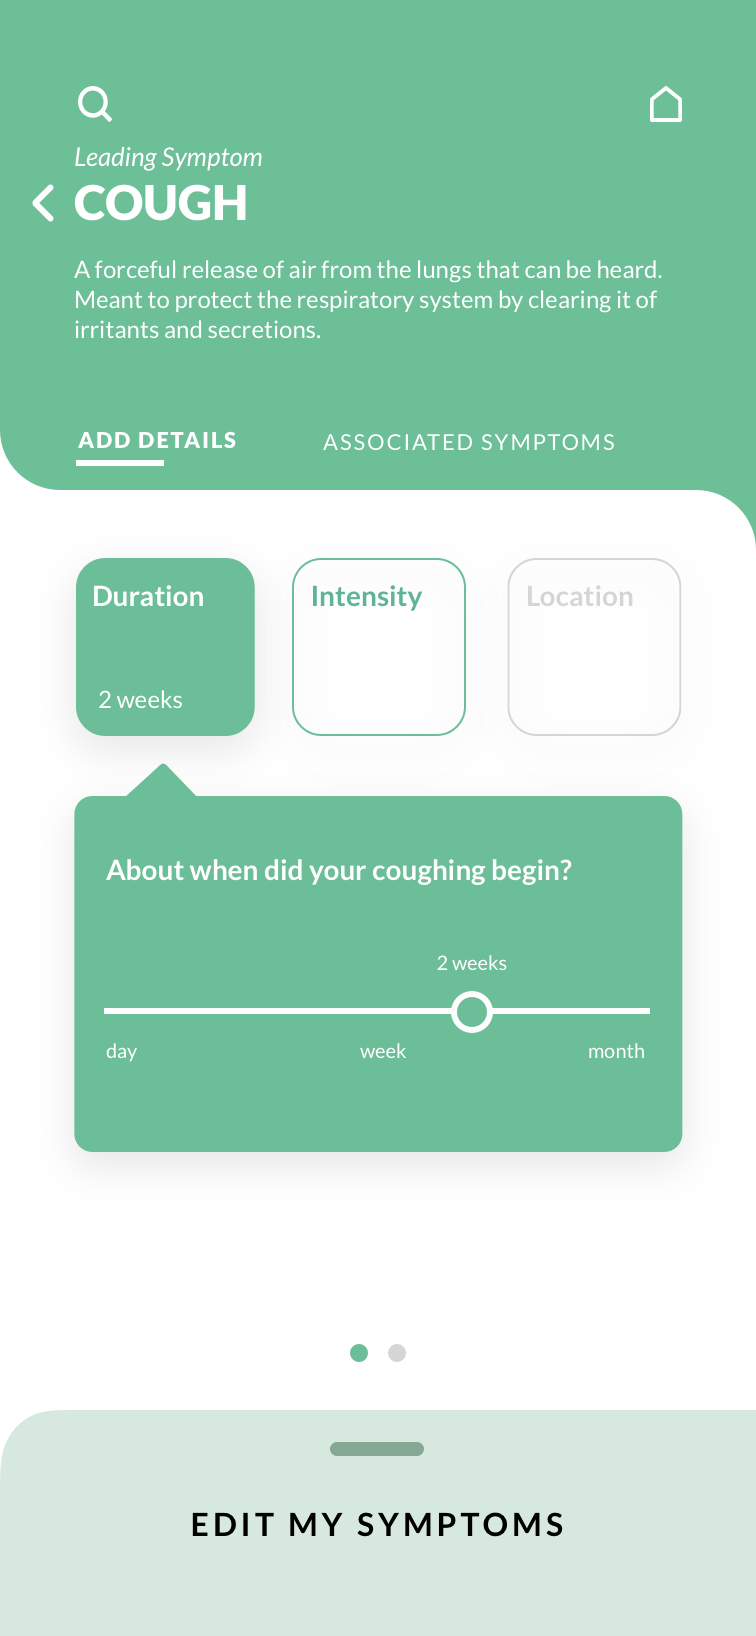 Leading Symptom
COUGH
A forceful release of air from the lungs that can be heard.
Meant to protect the respiratory system by clearing it of
irritants and secretions.
ADD DETAILS
ASSOCIATED SYMPTOMS
Duration
2 weeks
Intensity
Location
About when did your coughing begin?
2 weeks
day
week
month
EDIT MY SYMPTOMS